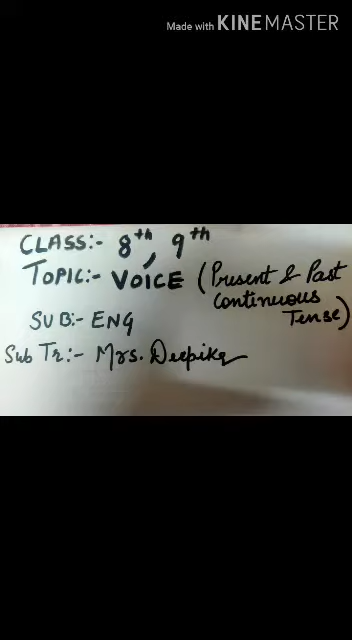 Made with KINEMASTER
CLASS:- 8th, 9th
TOPIC:- VOICE (Present & Past
Continuous
Tense)
SUB:- ENG
Sub Tr:- Mrs. Deepika